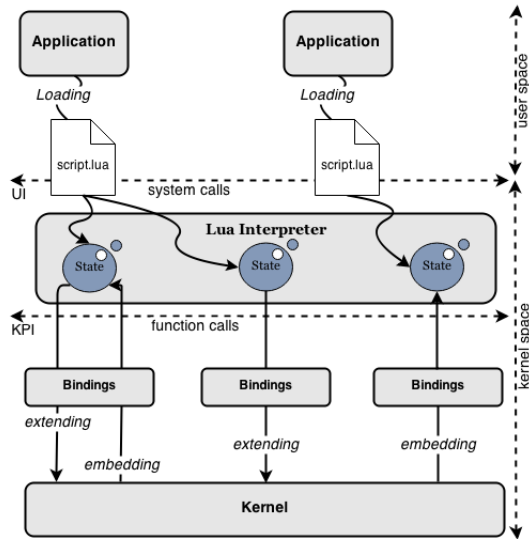 Application
Application
Loading
Loading
user space
script.lua
script.lua
UI
system calls
Lua Interpreter
State
State
State
KPI
function calls
kernel space
Bindings
Bindings
Bindings
extending
embedding
extending
embedding
Kernel